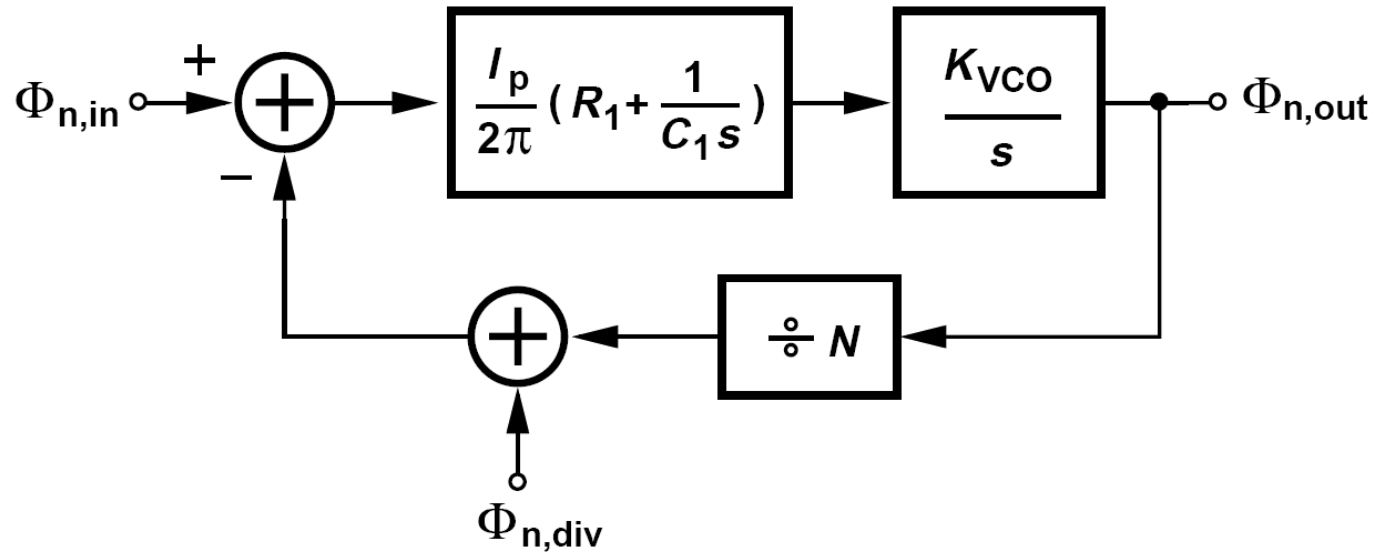 Φn,in
+
−
Ip/2π (R1+ 1/C1s)
KVCO/s
Φn,out
÷ N
Φn,div